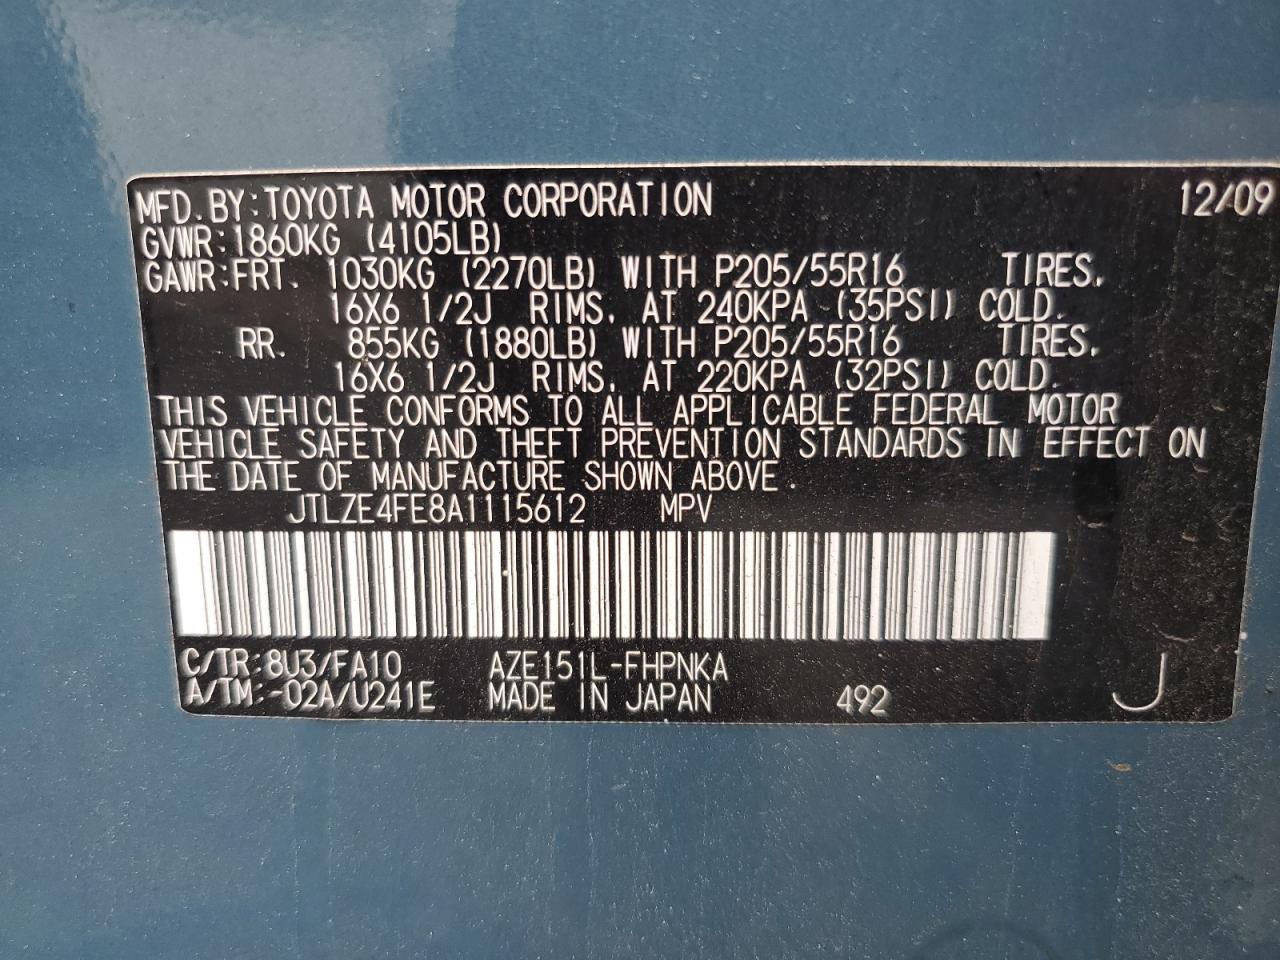 MFD. BY: TOYOTA MOTOR CORPORATION 12/09
GVWR: 1860KG (4105LB)
GAWR: FRT. 1030KG (2270LB) WITH P205/55R16 TIRES.
16X6 1/2J RIMS. AT 240KPA (35PSI) COLD.
RR. 855KG (1880LB) WITH P205/55R16 TIRES.
16X6 1/2J RIMS. AT 220KPA (32PSI) COLD.
THIS VEHICLE CONFORMS TO ALL APPLICABLE FEDERAL MOTOR
VEHICLE SAFETY AND THEFT PREVENTION STANDARDS IN EFFECT ON
THE DATE OF MANUFACTURE SHOWN ABOVE.
JTLZE4FE8A1115612 MPV
C/TR: 8U3/FA10 AZE151L-FHPNKA
A/TM: -02A/U241E MADE IN JAPAN 492 J